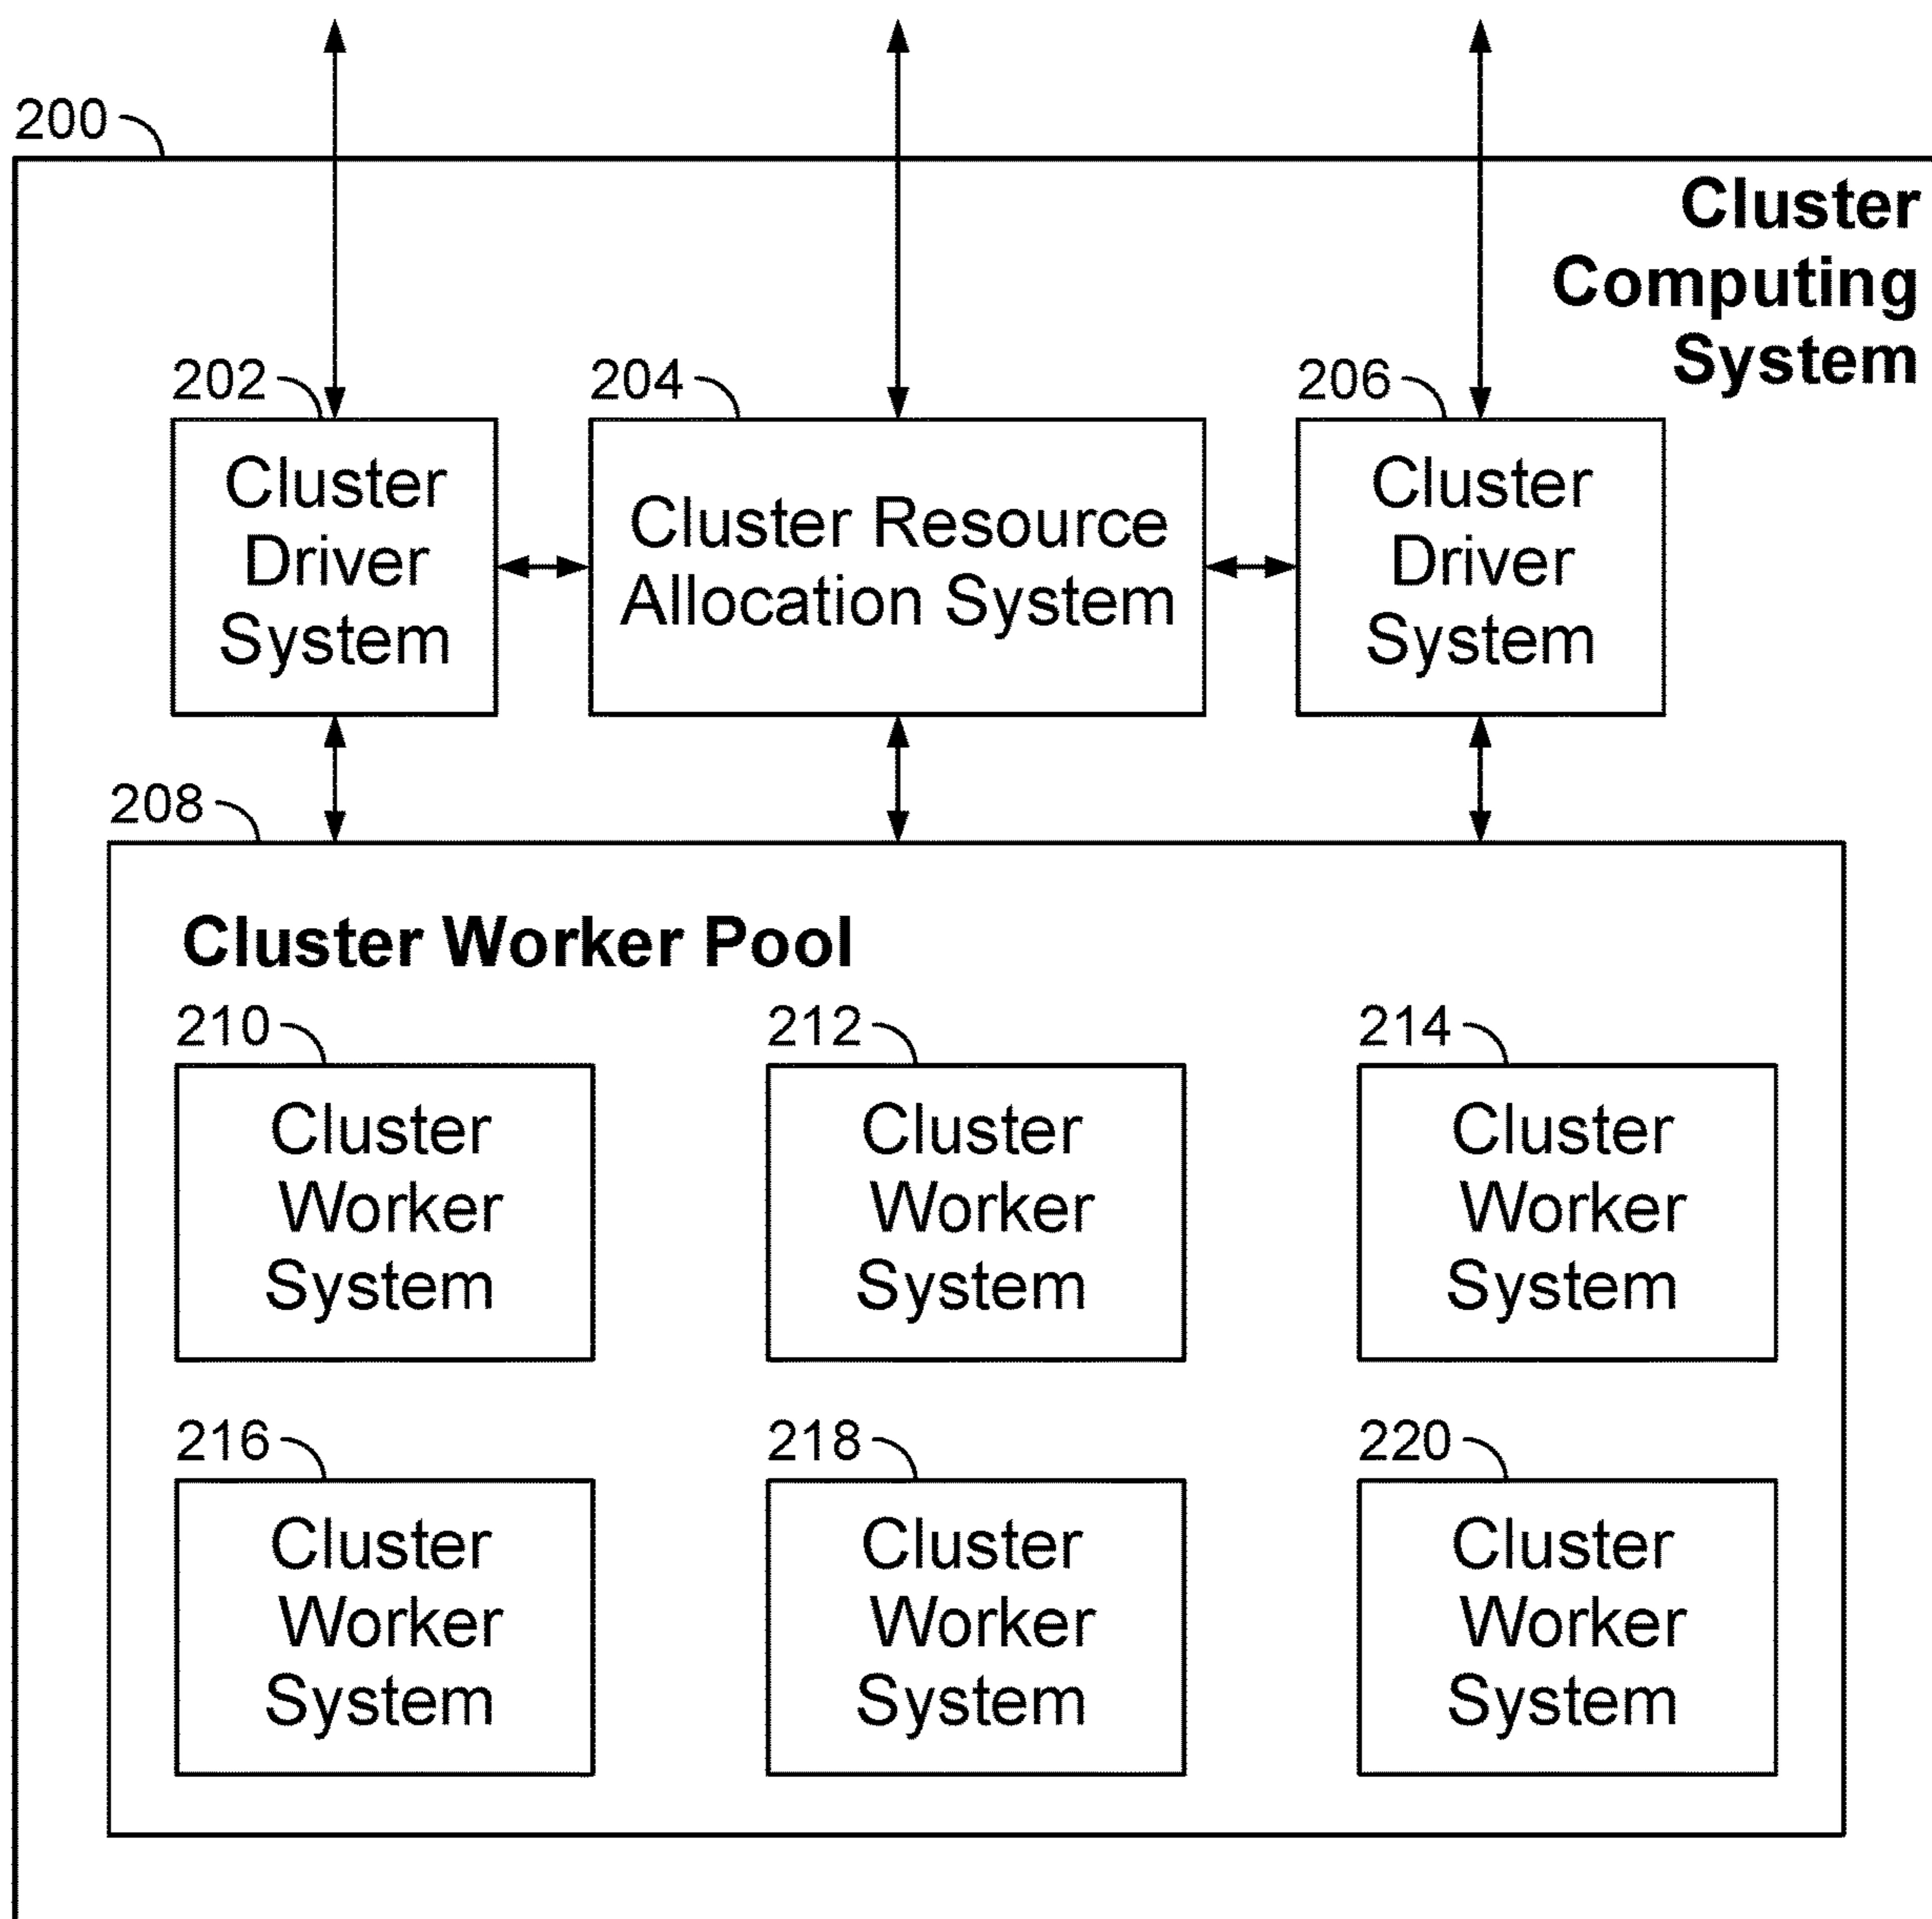 200
Cluster
Computing
System
202
204
206
Cluster
Driver
System
Cluster Resource
Allocation System
Cluster
Driver
System
208
Cluster Worker Pool
210
212
214
Cluster
Worker
System
Cluster
Worker
System
Cluster
Worker
System
216
218
220
Cluster
Worker
System
Cluster
Worker
System
Cluster
Worker
System